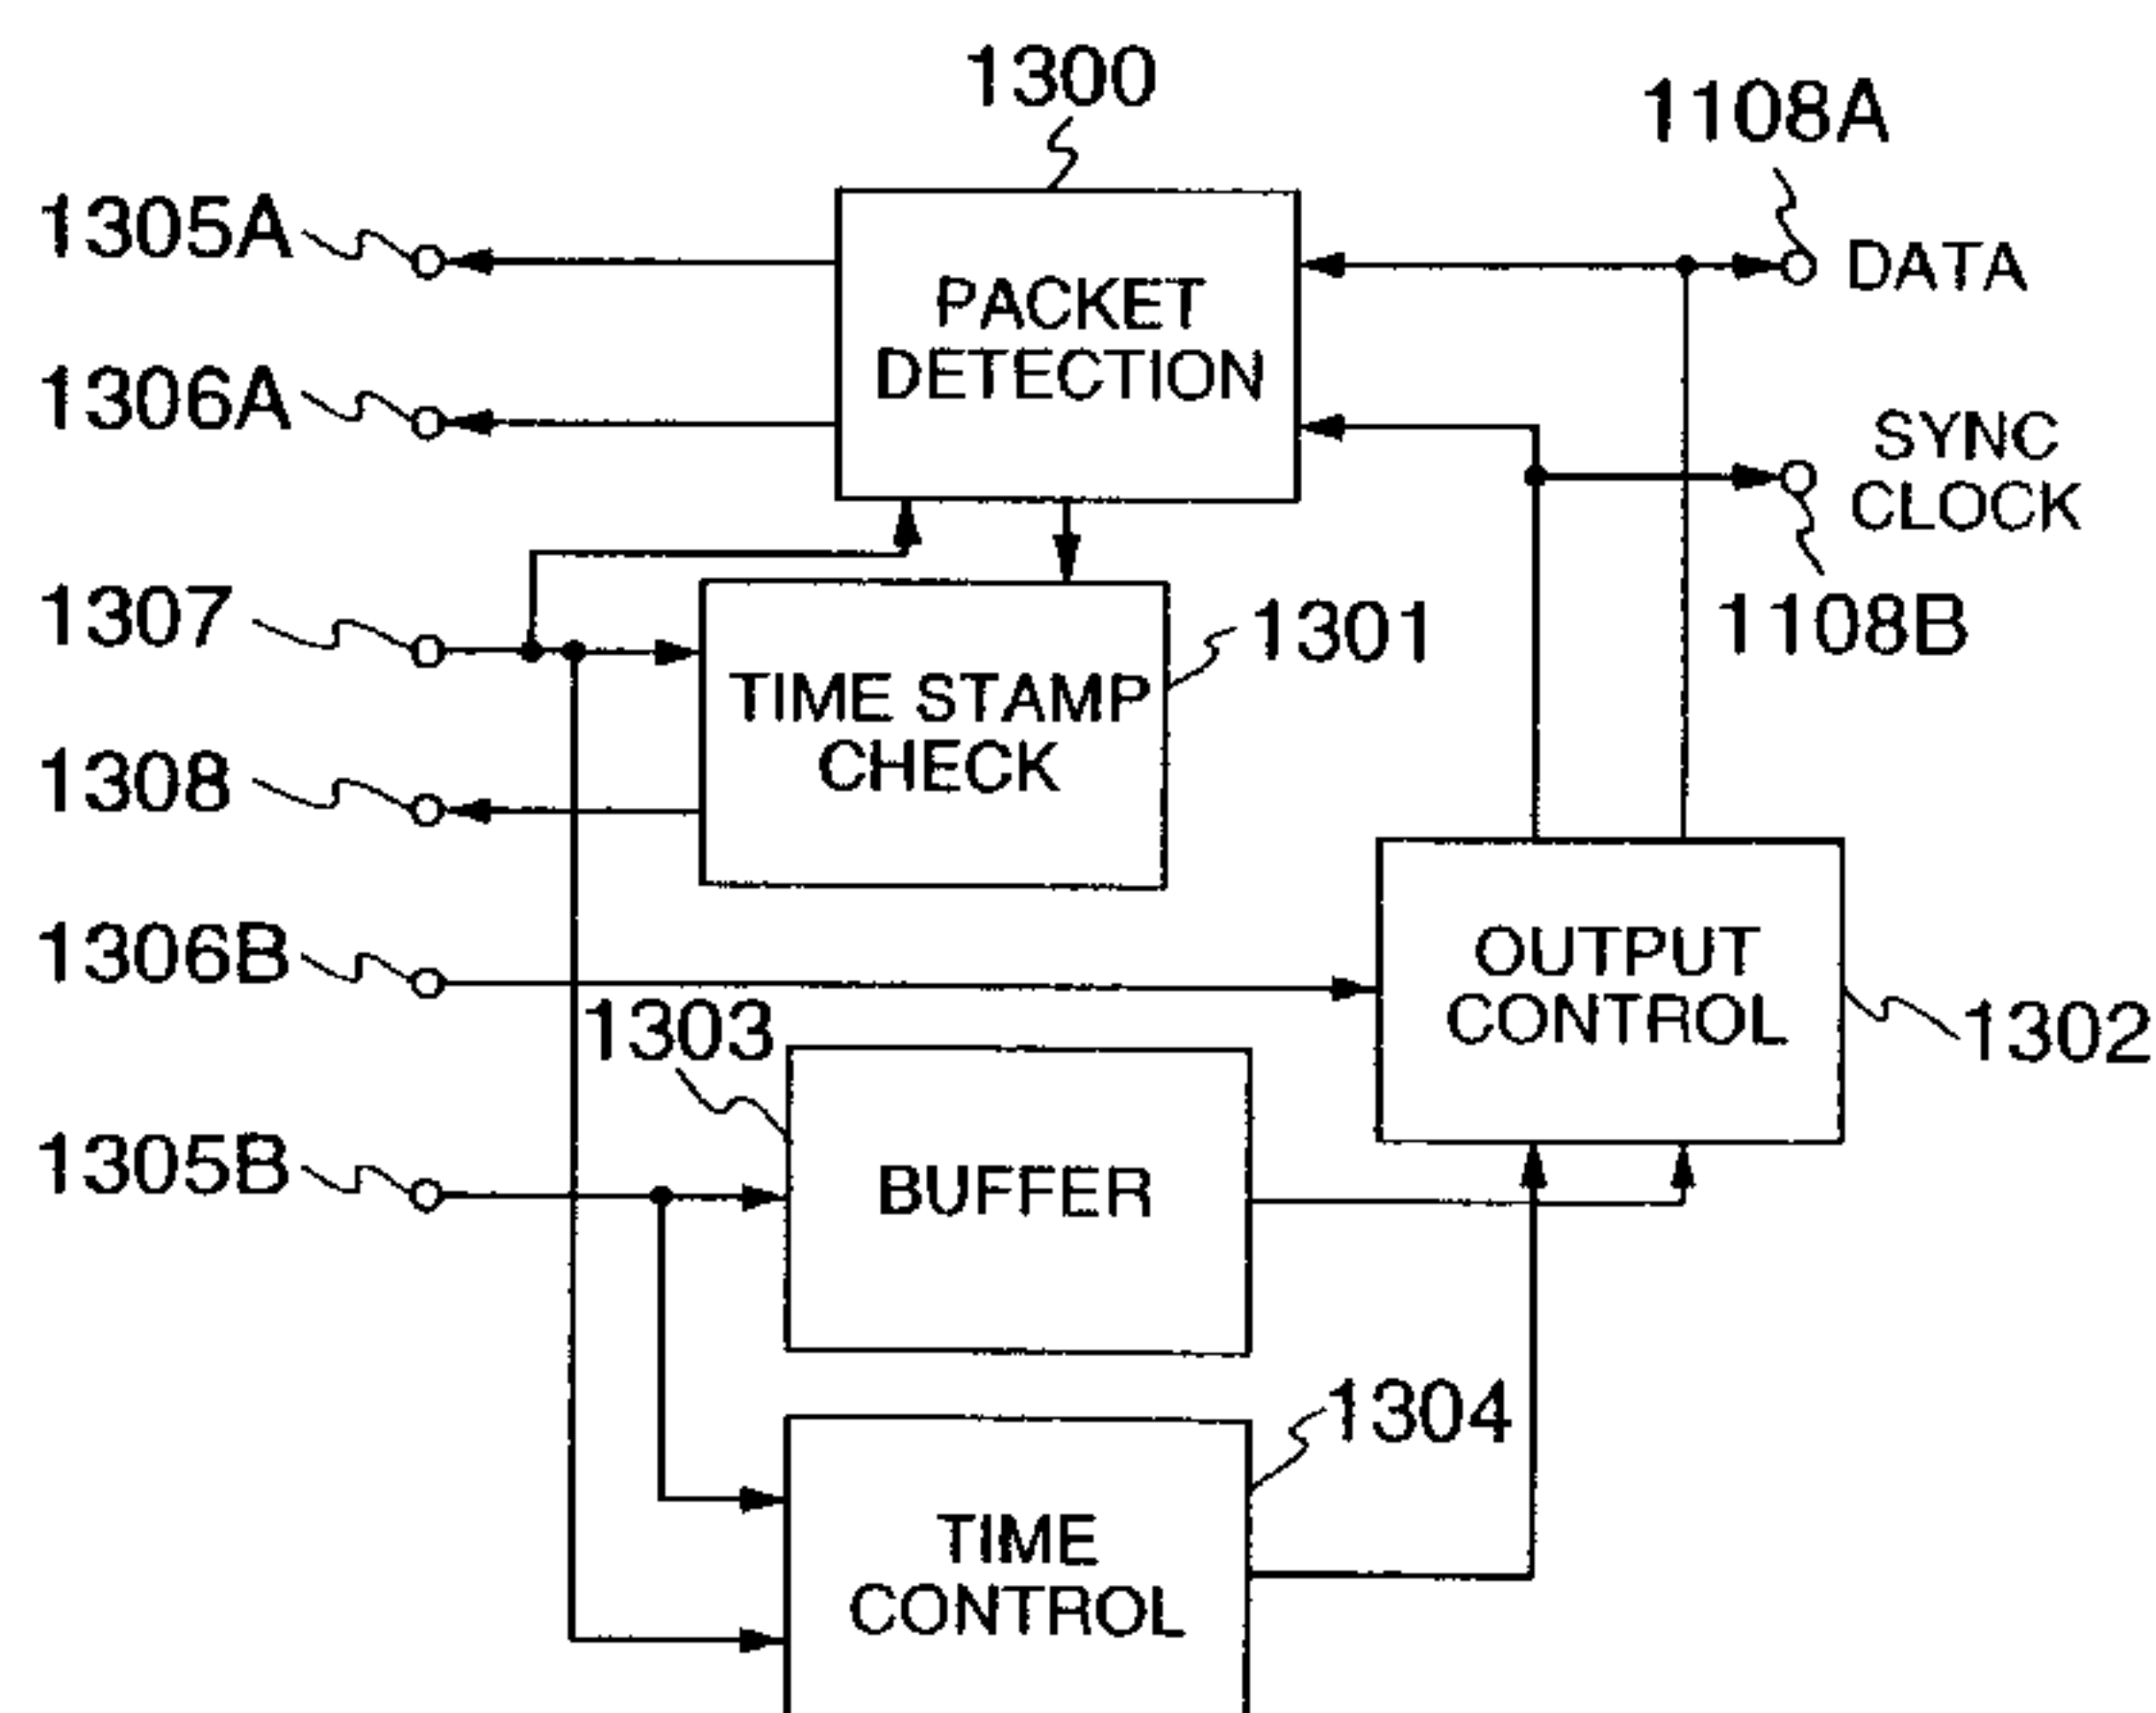 1300
1108A
1305A
DATA
PACKET
DETECTION
1306A
SYNC
CLOCK
1307
1301
1108B
TIME STAMP
CHECK
1308
1306B
OUTPUT
CONTROL
1303
1302
1305B
BUFFER
1304
TIME
CONTROL